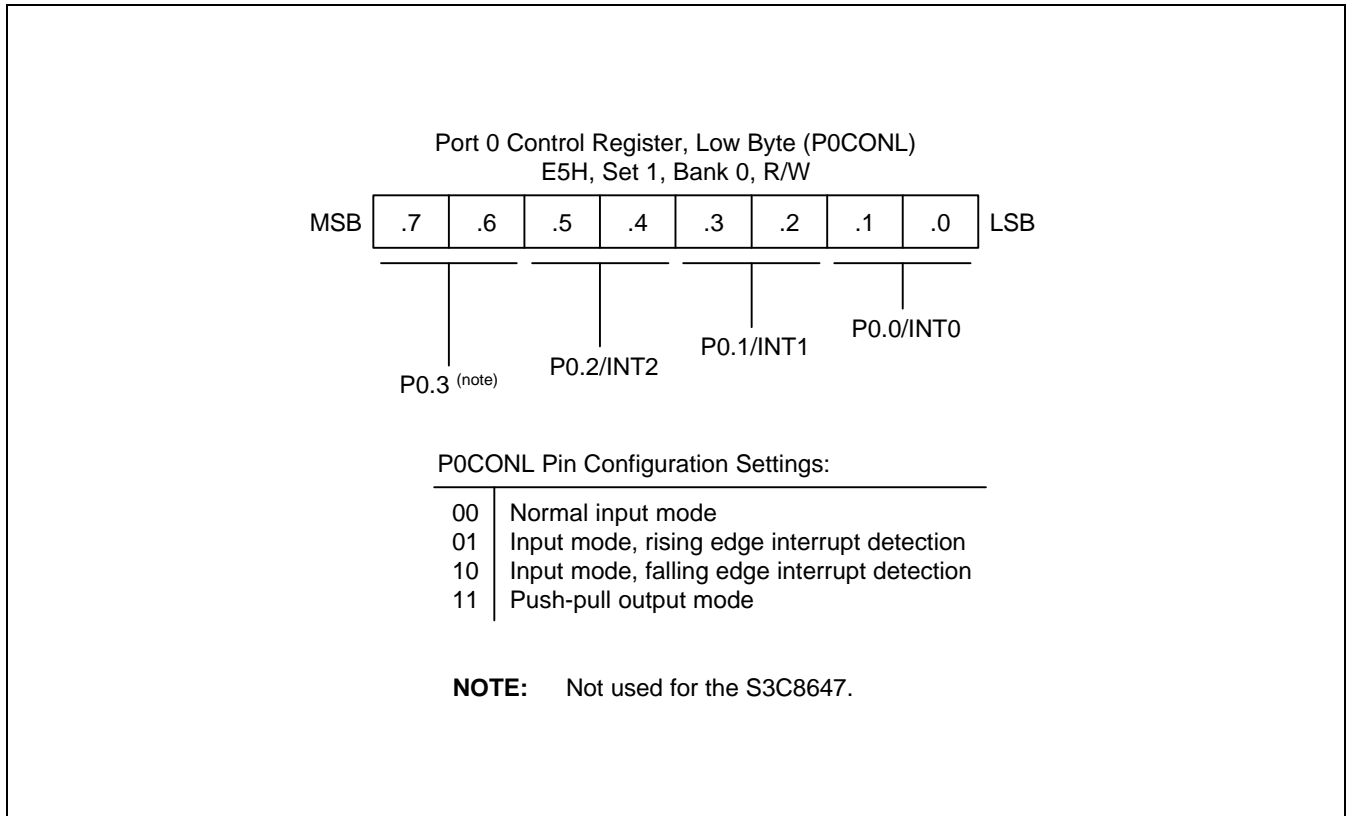 Port 0 Control Register, Low Byte (P0CONL)
E5H, Set 1, Bank 0, R/W
MSB .7 .6 .5 .4 .3 .2 .1 .0 LSB
P0.3 (note) P0.2/INT2 P0.1/INT1 P0.0/INT0
P0CONL Pin Configuration Settings:
00 Normal input mode
01 Input mode, rising edge interrupt detection
10 Input mode, falling edge interrupt detection
11 Push-pull output mode
NOTE: Not used for the S3C8647.